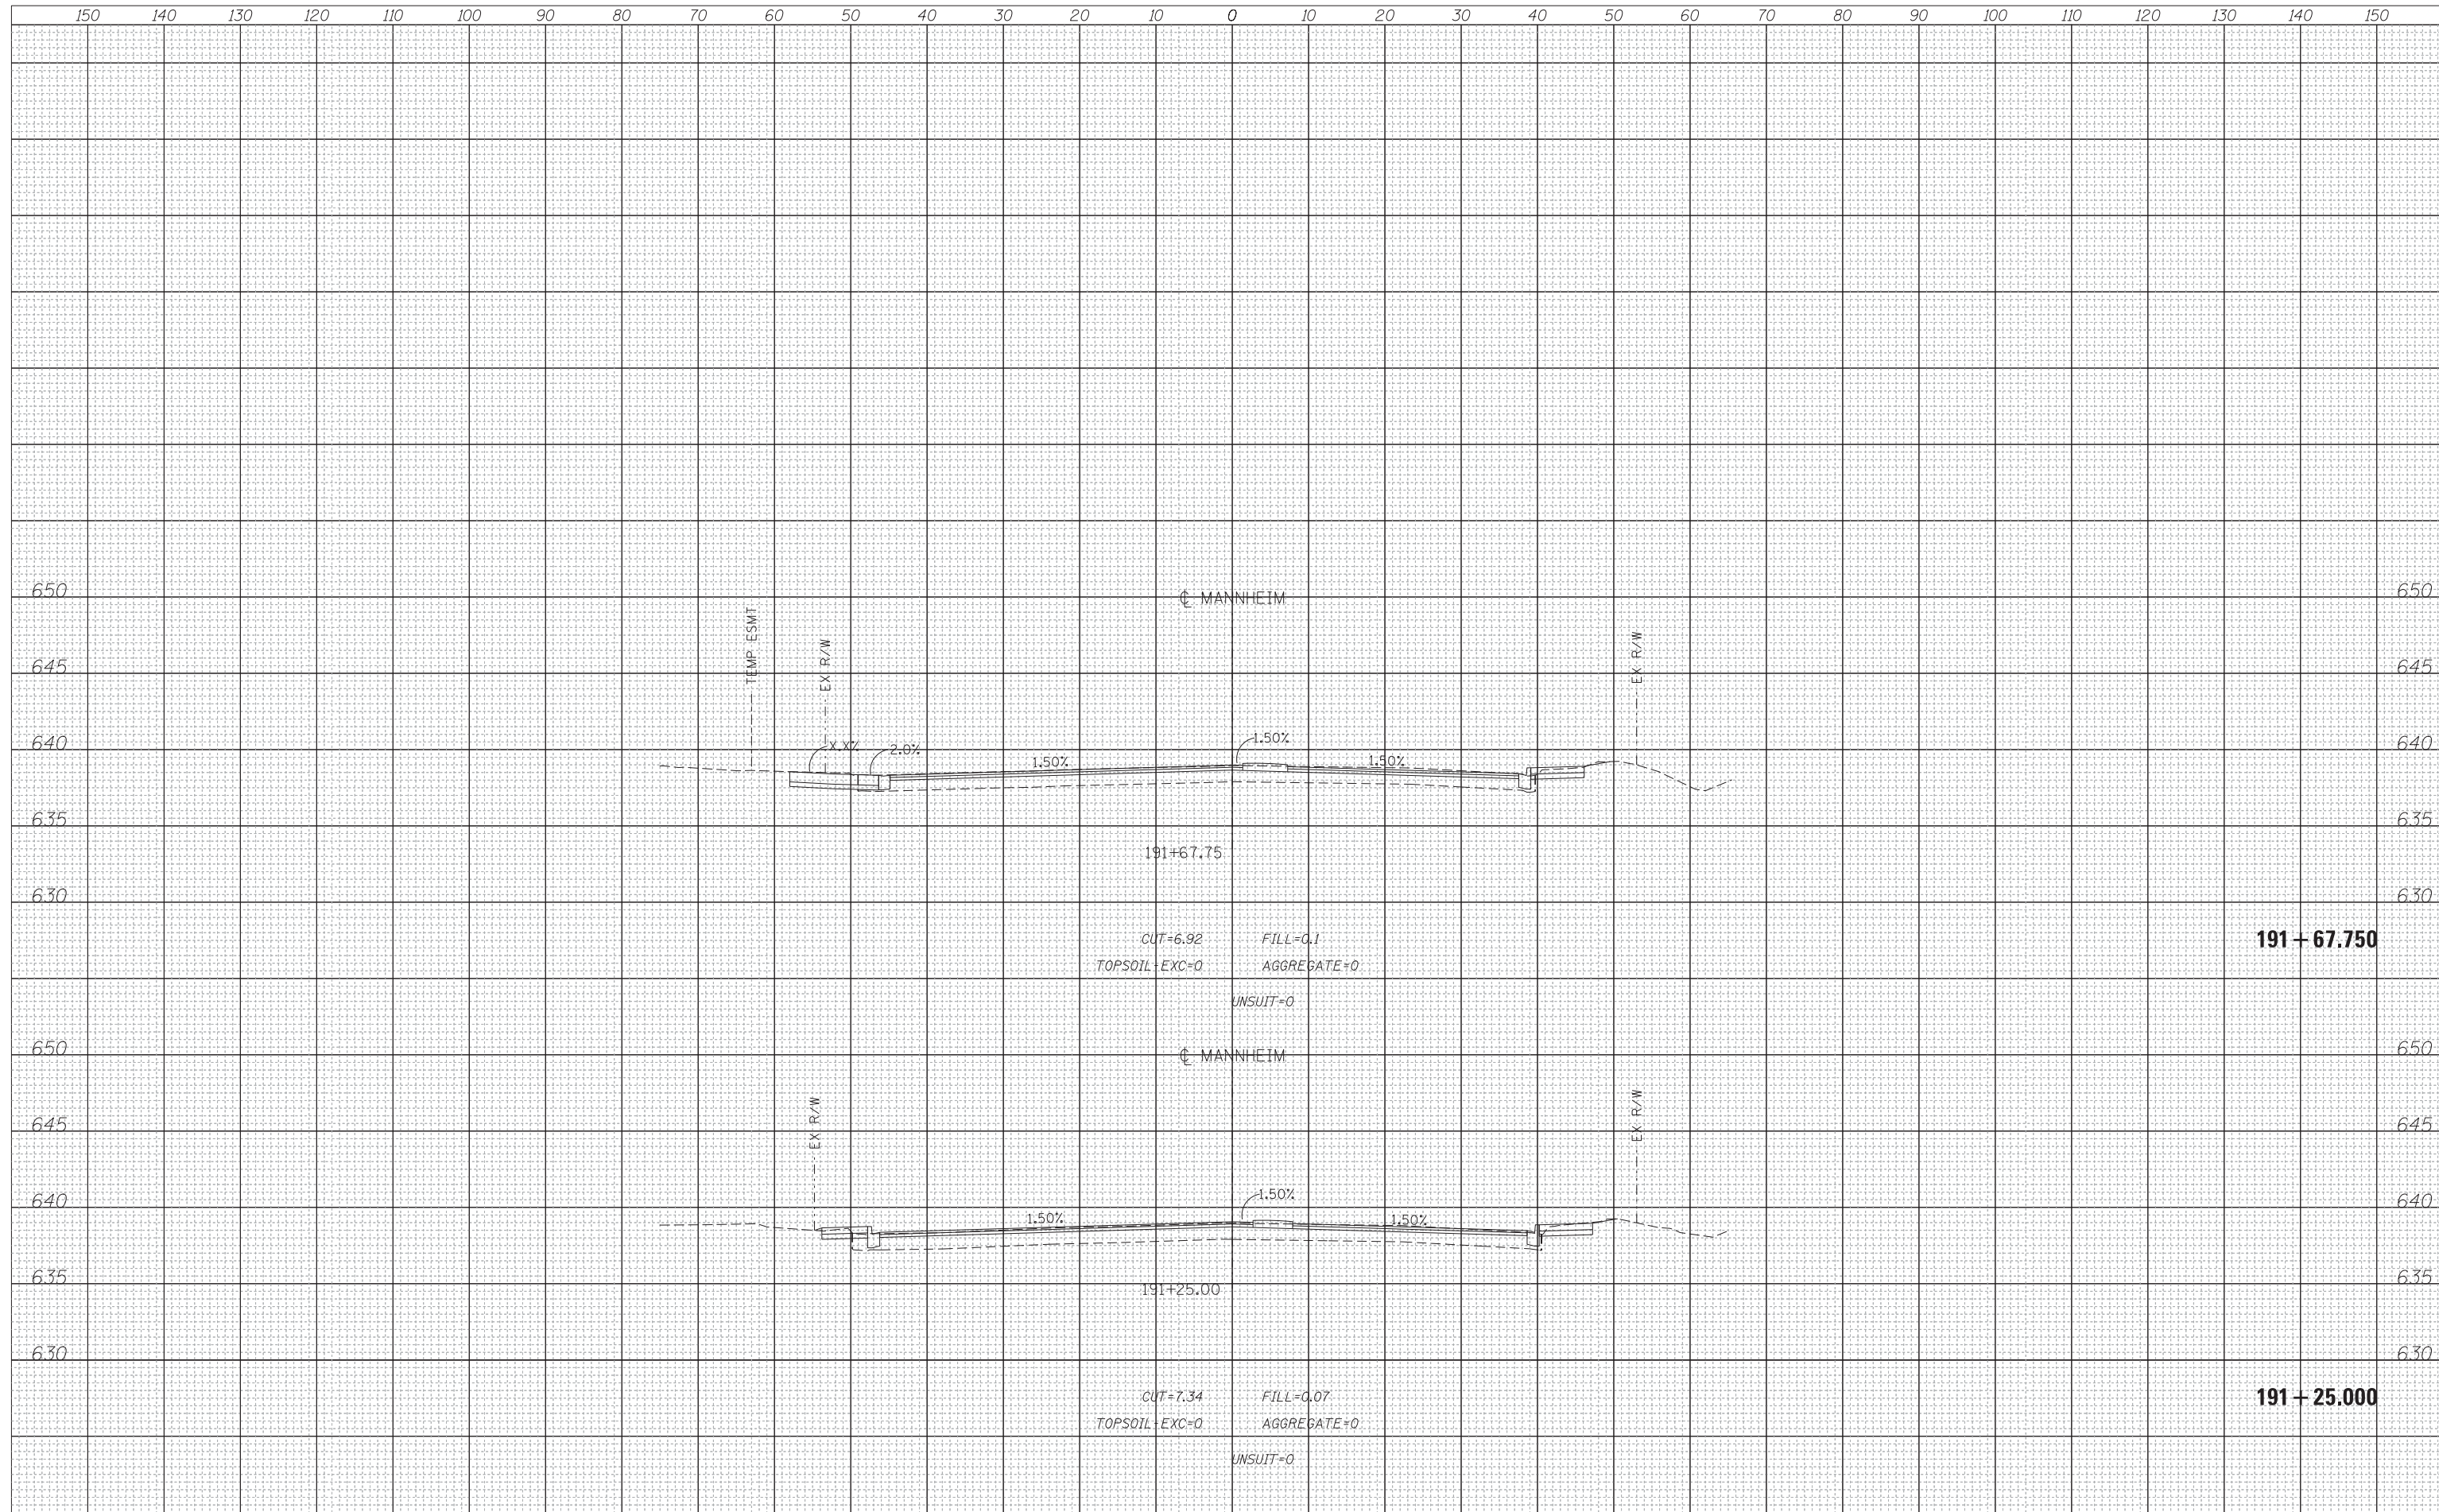 150 140 130 120 110 100 90 80 70 60 50 40 30 20 10 0 10 20 30 40 50 60 70 80 90 100 110 120 130 140 150
650 650
℄ MANNHEIM
TEMP ESMT
EX R/W
EX R/W
645 645
640 640
X.X%
2.0%
1.50%
1.50%
1.50%
635 635
191+67.75
630 630
CUT=6.92 FILL=0.1
191+67.750
TOPSOIL-EXC=0 AGGREGATE=0
UNSUIT=0
650 650
℄ MANNHEIM
EX R/W
EX R/W
645 645
640 640
1.50%
1.50%
1.50%
635 635
191+25.00
630 630
CUT=7.34 FILL=0.07
191+25.000
TOPSOIL-EXC=0 AGGREGATE=0
UNSUIT=0